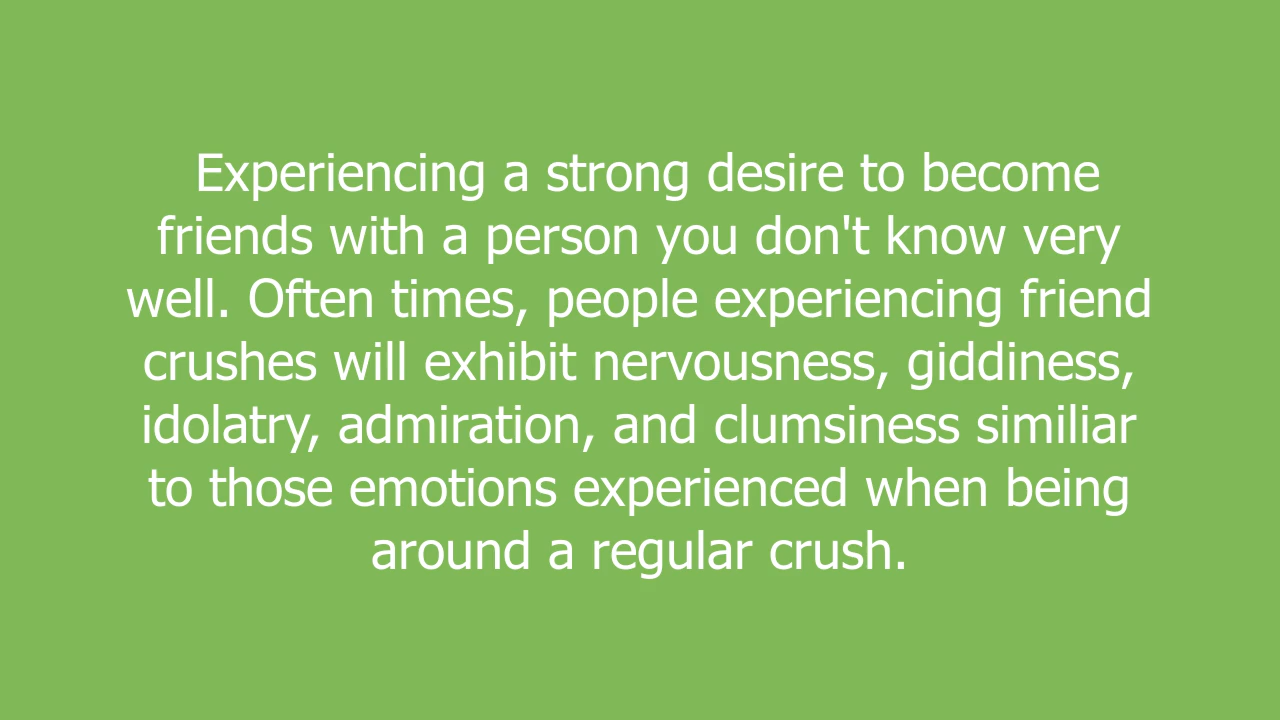 Experiencing a strong desire to become
friends with a person you don't know very
well. Often times, people experiencing friend
crushes will exhibit nervousness, giddiness,
idolatry, admiration, and clumsiness similiar
to those emotions experienced when being
around a regular crush.